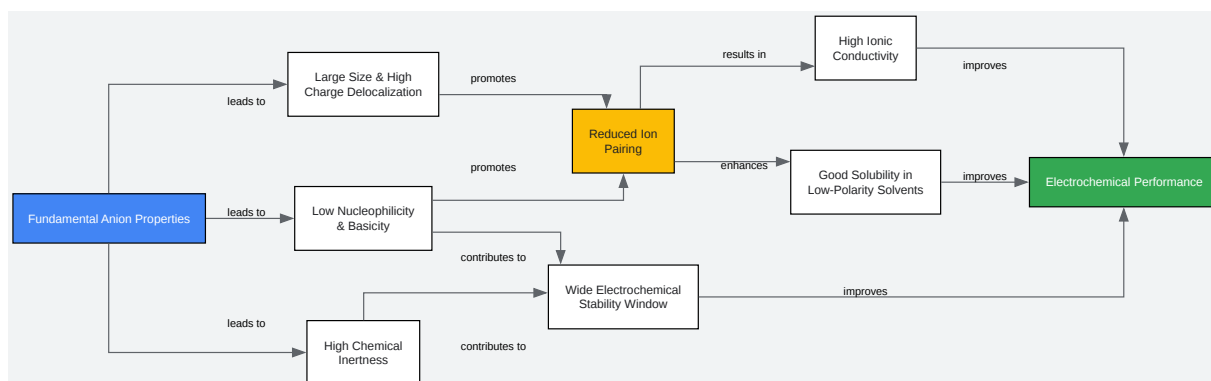 High Ionic
Conductivity
results in
improves
Large Size & High
Charge Delocalization
promotes
leads to
Reduced Ion
Pairing
promotes
enhances
Good Solubility in
Low-Polarity Solvents
improves
Electrochemical Performance
Fundamental Anion Properties
leads to
Low Nucleophilicity
& Basicity
contributes to
Wide Electrochemical
Stability Window
improves
leads to
High Chemical
Inertness
contributes to